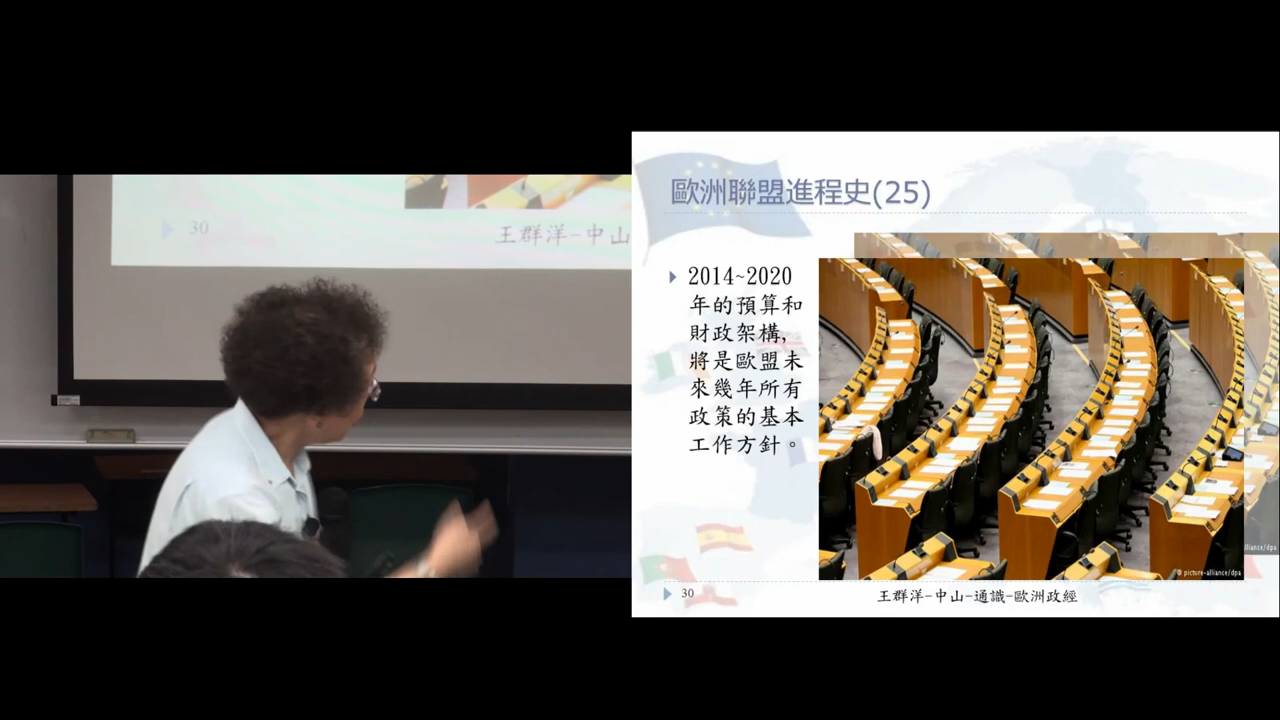 30
王群洋-中山
歐洲聯盟進程史(25)
2014~2020
年的預算和
財政架構,
將是歐盟未
來幾年所有
政策的基本
工作方針。
lliance/dpa
© picture-alliance/dpa
30
王群洋-中山-通識-歐洲政經